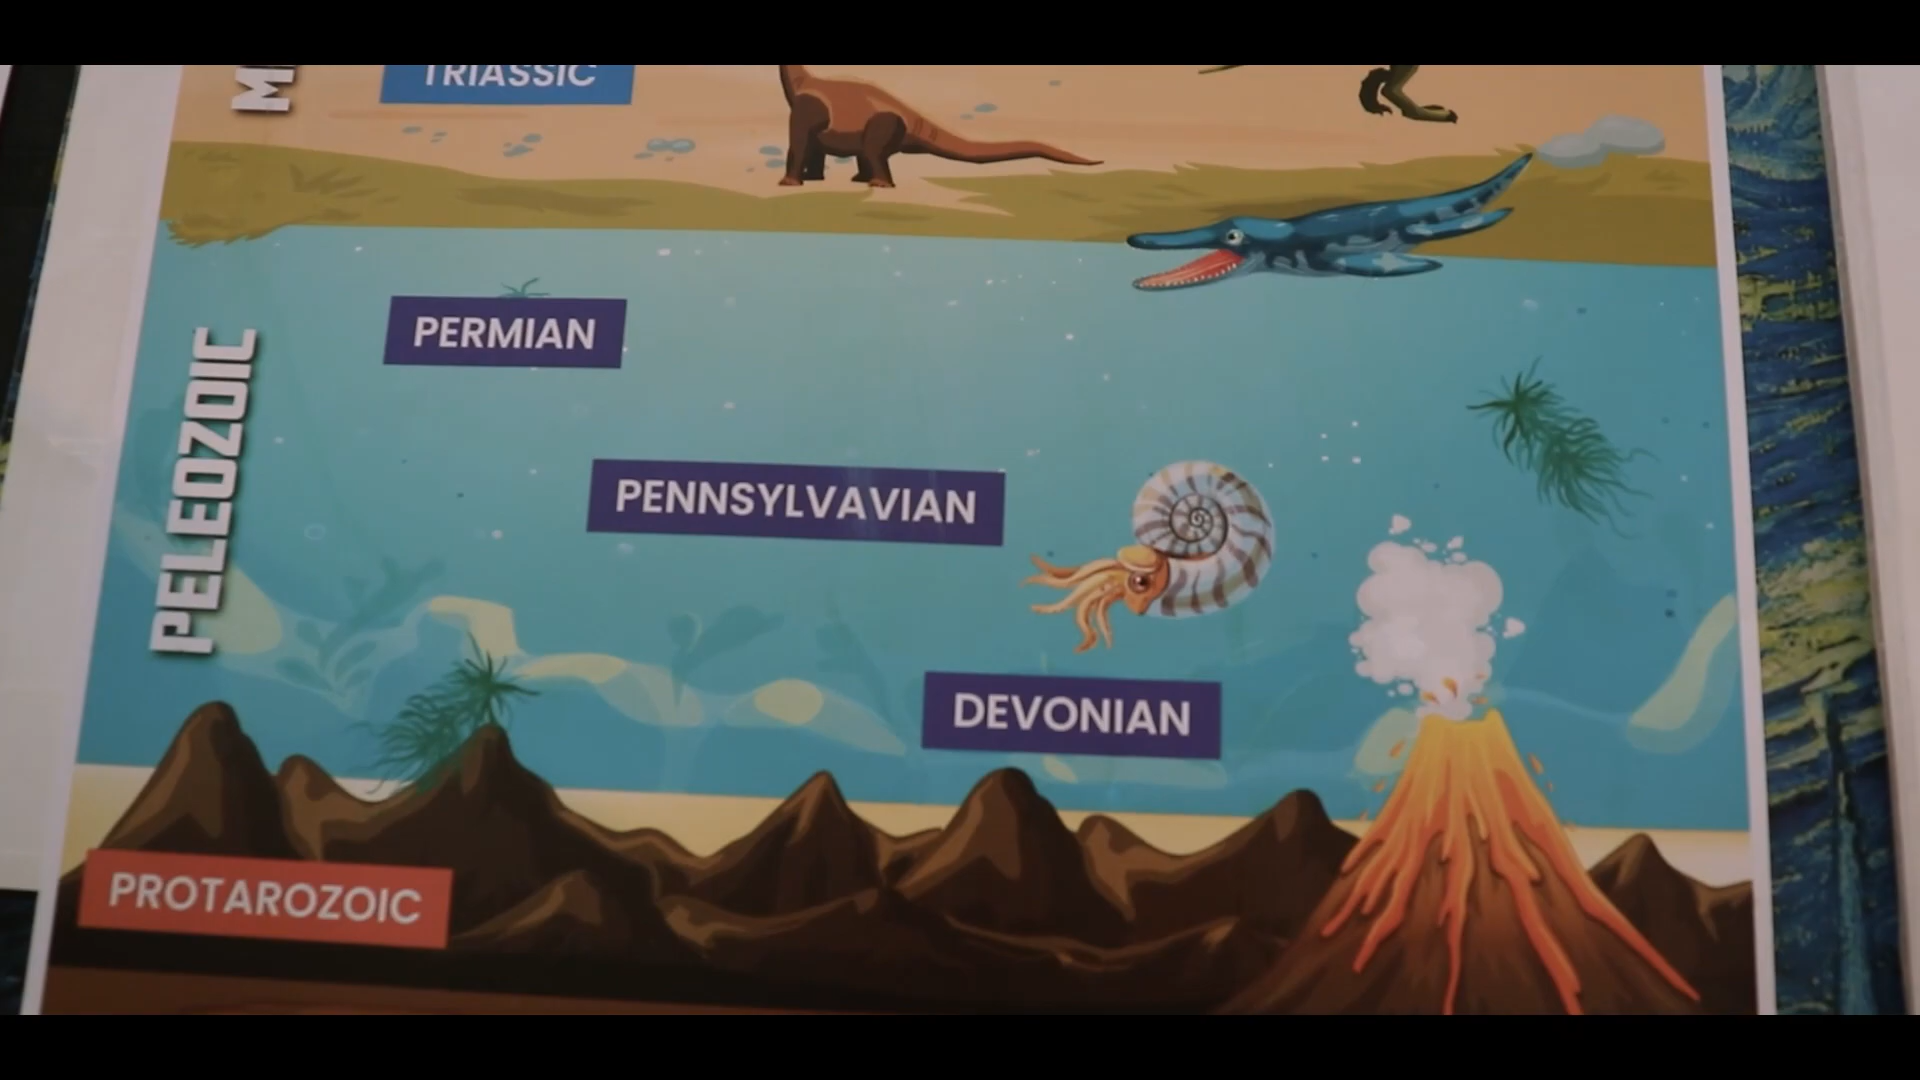 M
TRIASSIC
PELEOZOIC
PERMIAN
PENNSYLVAVIAN
DEVONIAN
PROTAROZOIC